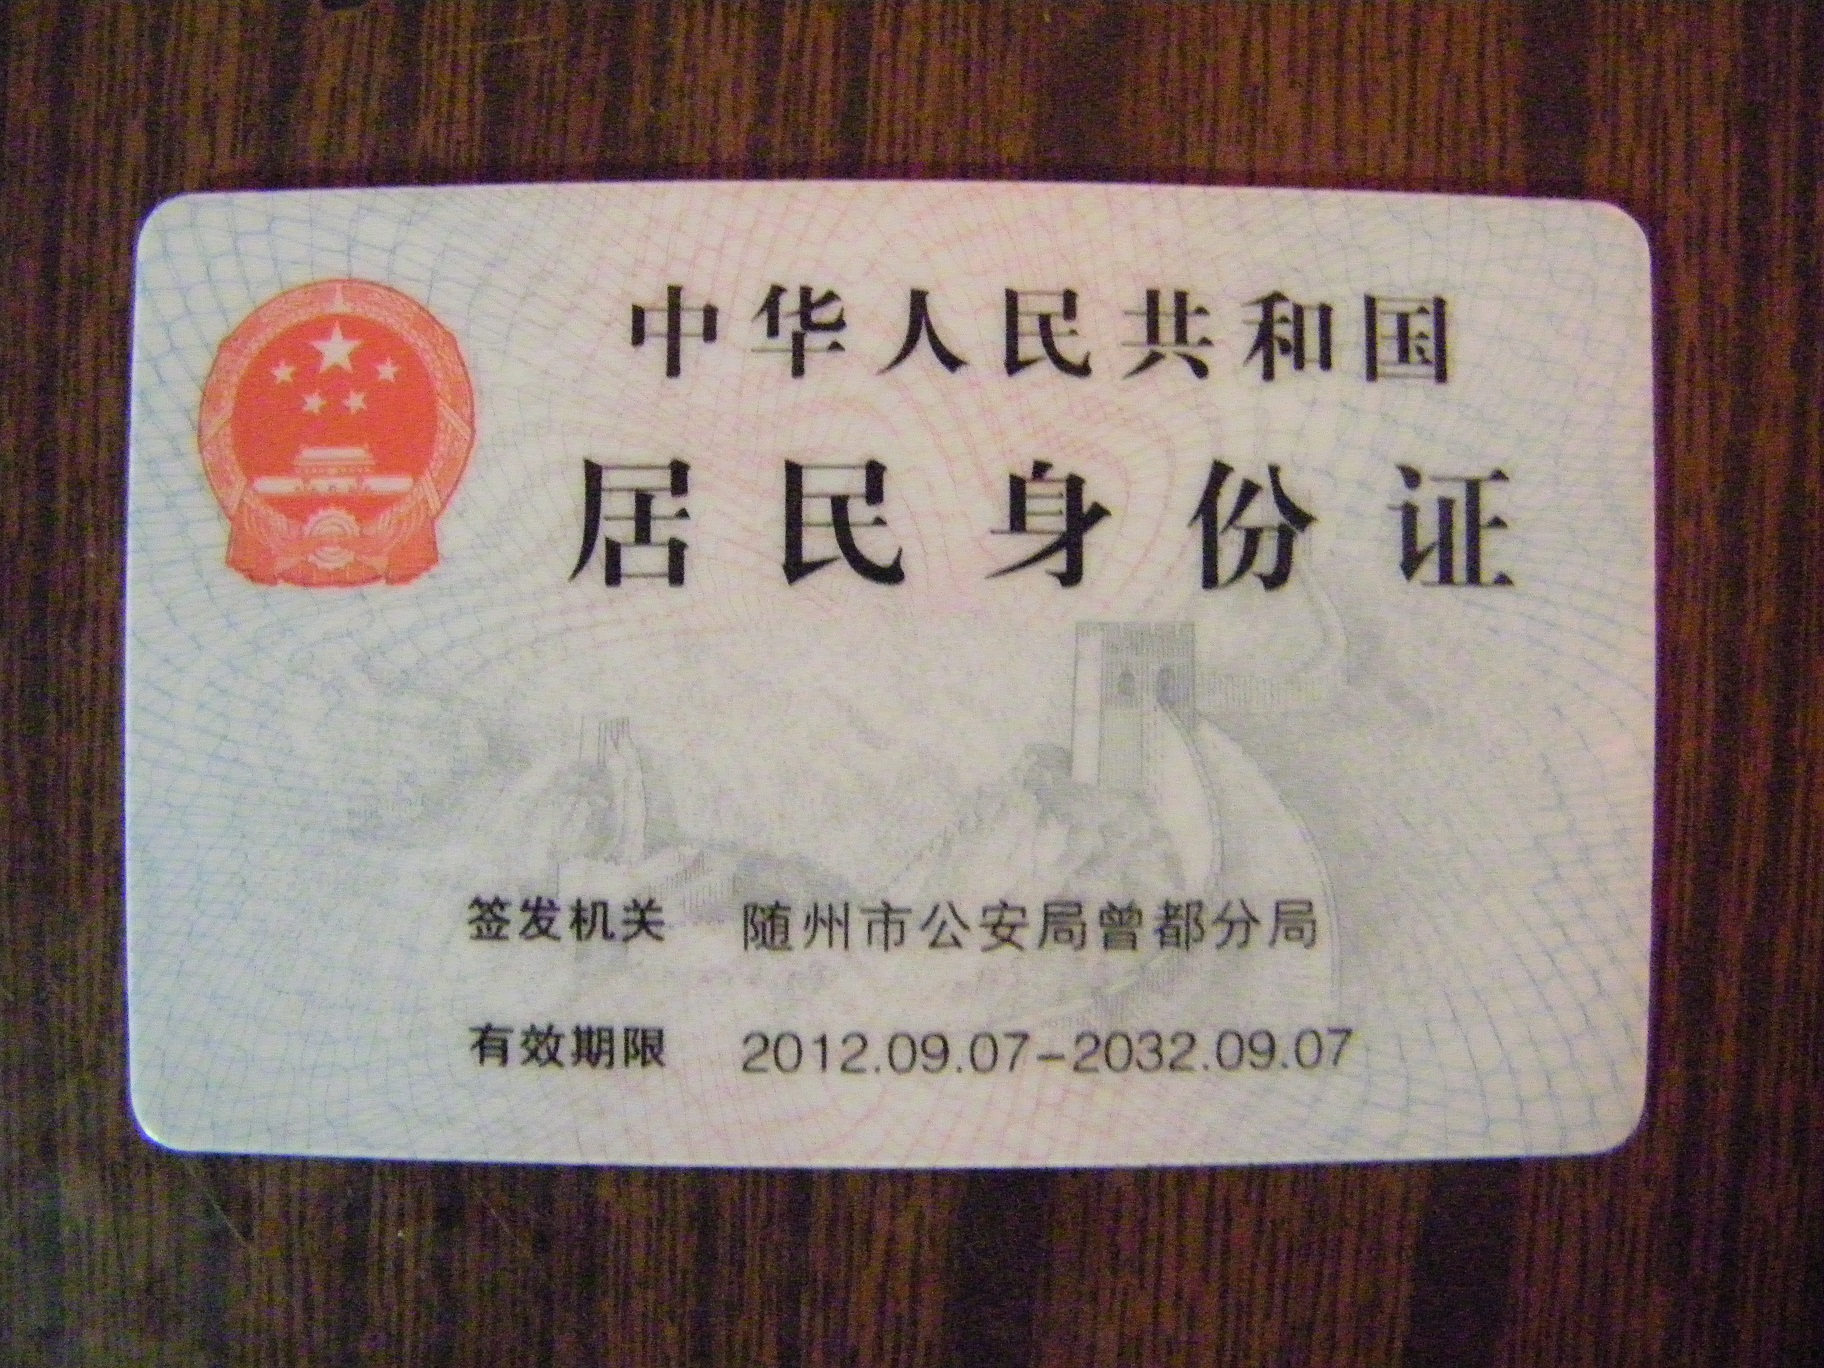 中华人民共和国
居民身份证
签发机关 随州市公安局曾都分局
有效期限 2012.09.07-2032.09.07